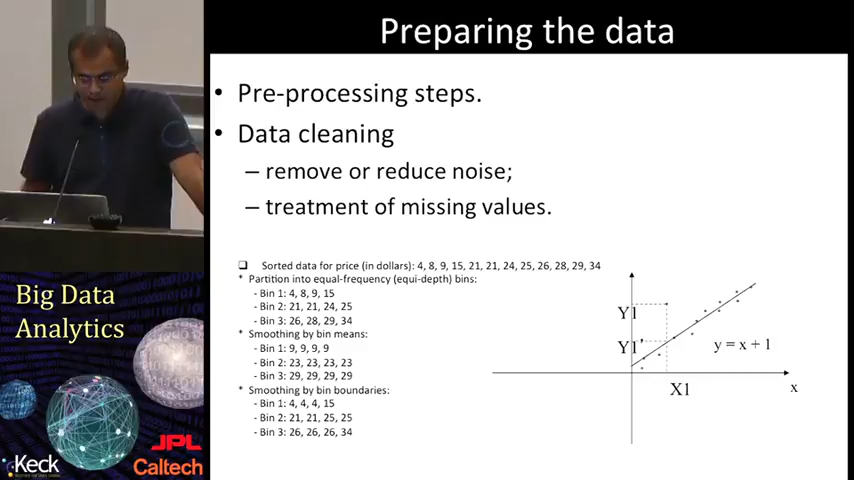 Preparing the data
• Pre-processing steps.
• Data cleaning
– remove or reduce noise;
– treatment of missing values.
❑ Sorted data for price (in dollars): 4, 8, 9, 15, 21, 21, 24, 25, 26, 28, 29, 34
* Partition into equal-frequency (equi-depth) bins:
- Bin 1: 4, 8, 9, 15
- Bin 2: 21, 21, 24, 25
- Bin 3: 26, 28, 29, 34
* Smoothing by bin means:
- Bin 1: 9, 9, 9, 9
- Bin 2: 23, 23, 23, 23
- Bin 3: 29, 29, 29, 29
* Smoothing by bin boundaries:
- Bin 1: 4, 4, 4, 15
- Bin 2: 21, 21, 25, 25
- Bin 3: 26, 26, 26, 34
Y1
Y1'
y = x + 1
X1
x
Big Data
Analytics
JPL
Keck
Caltech